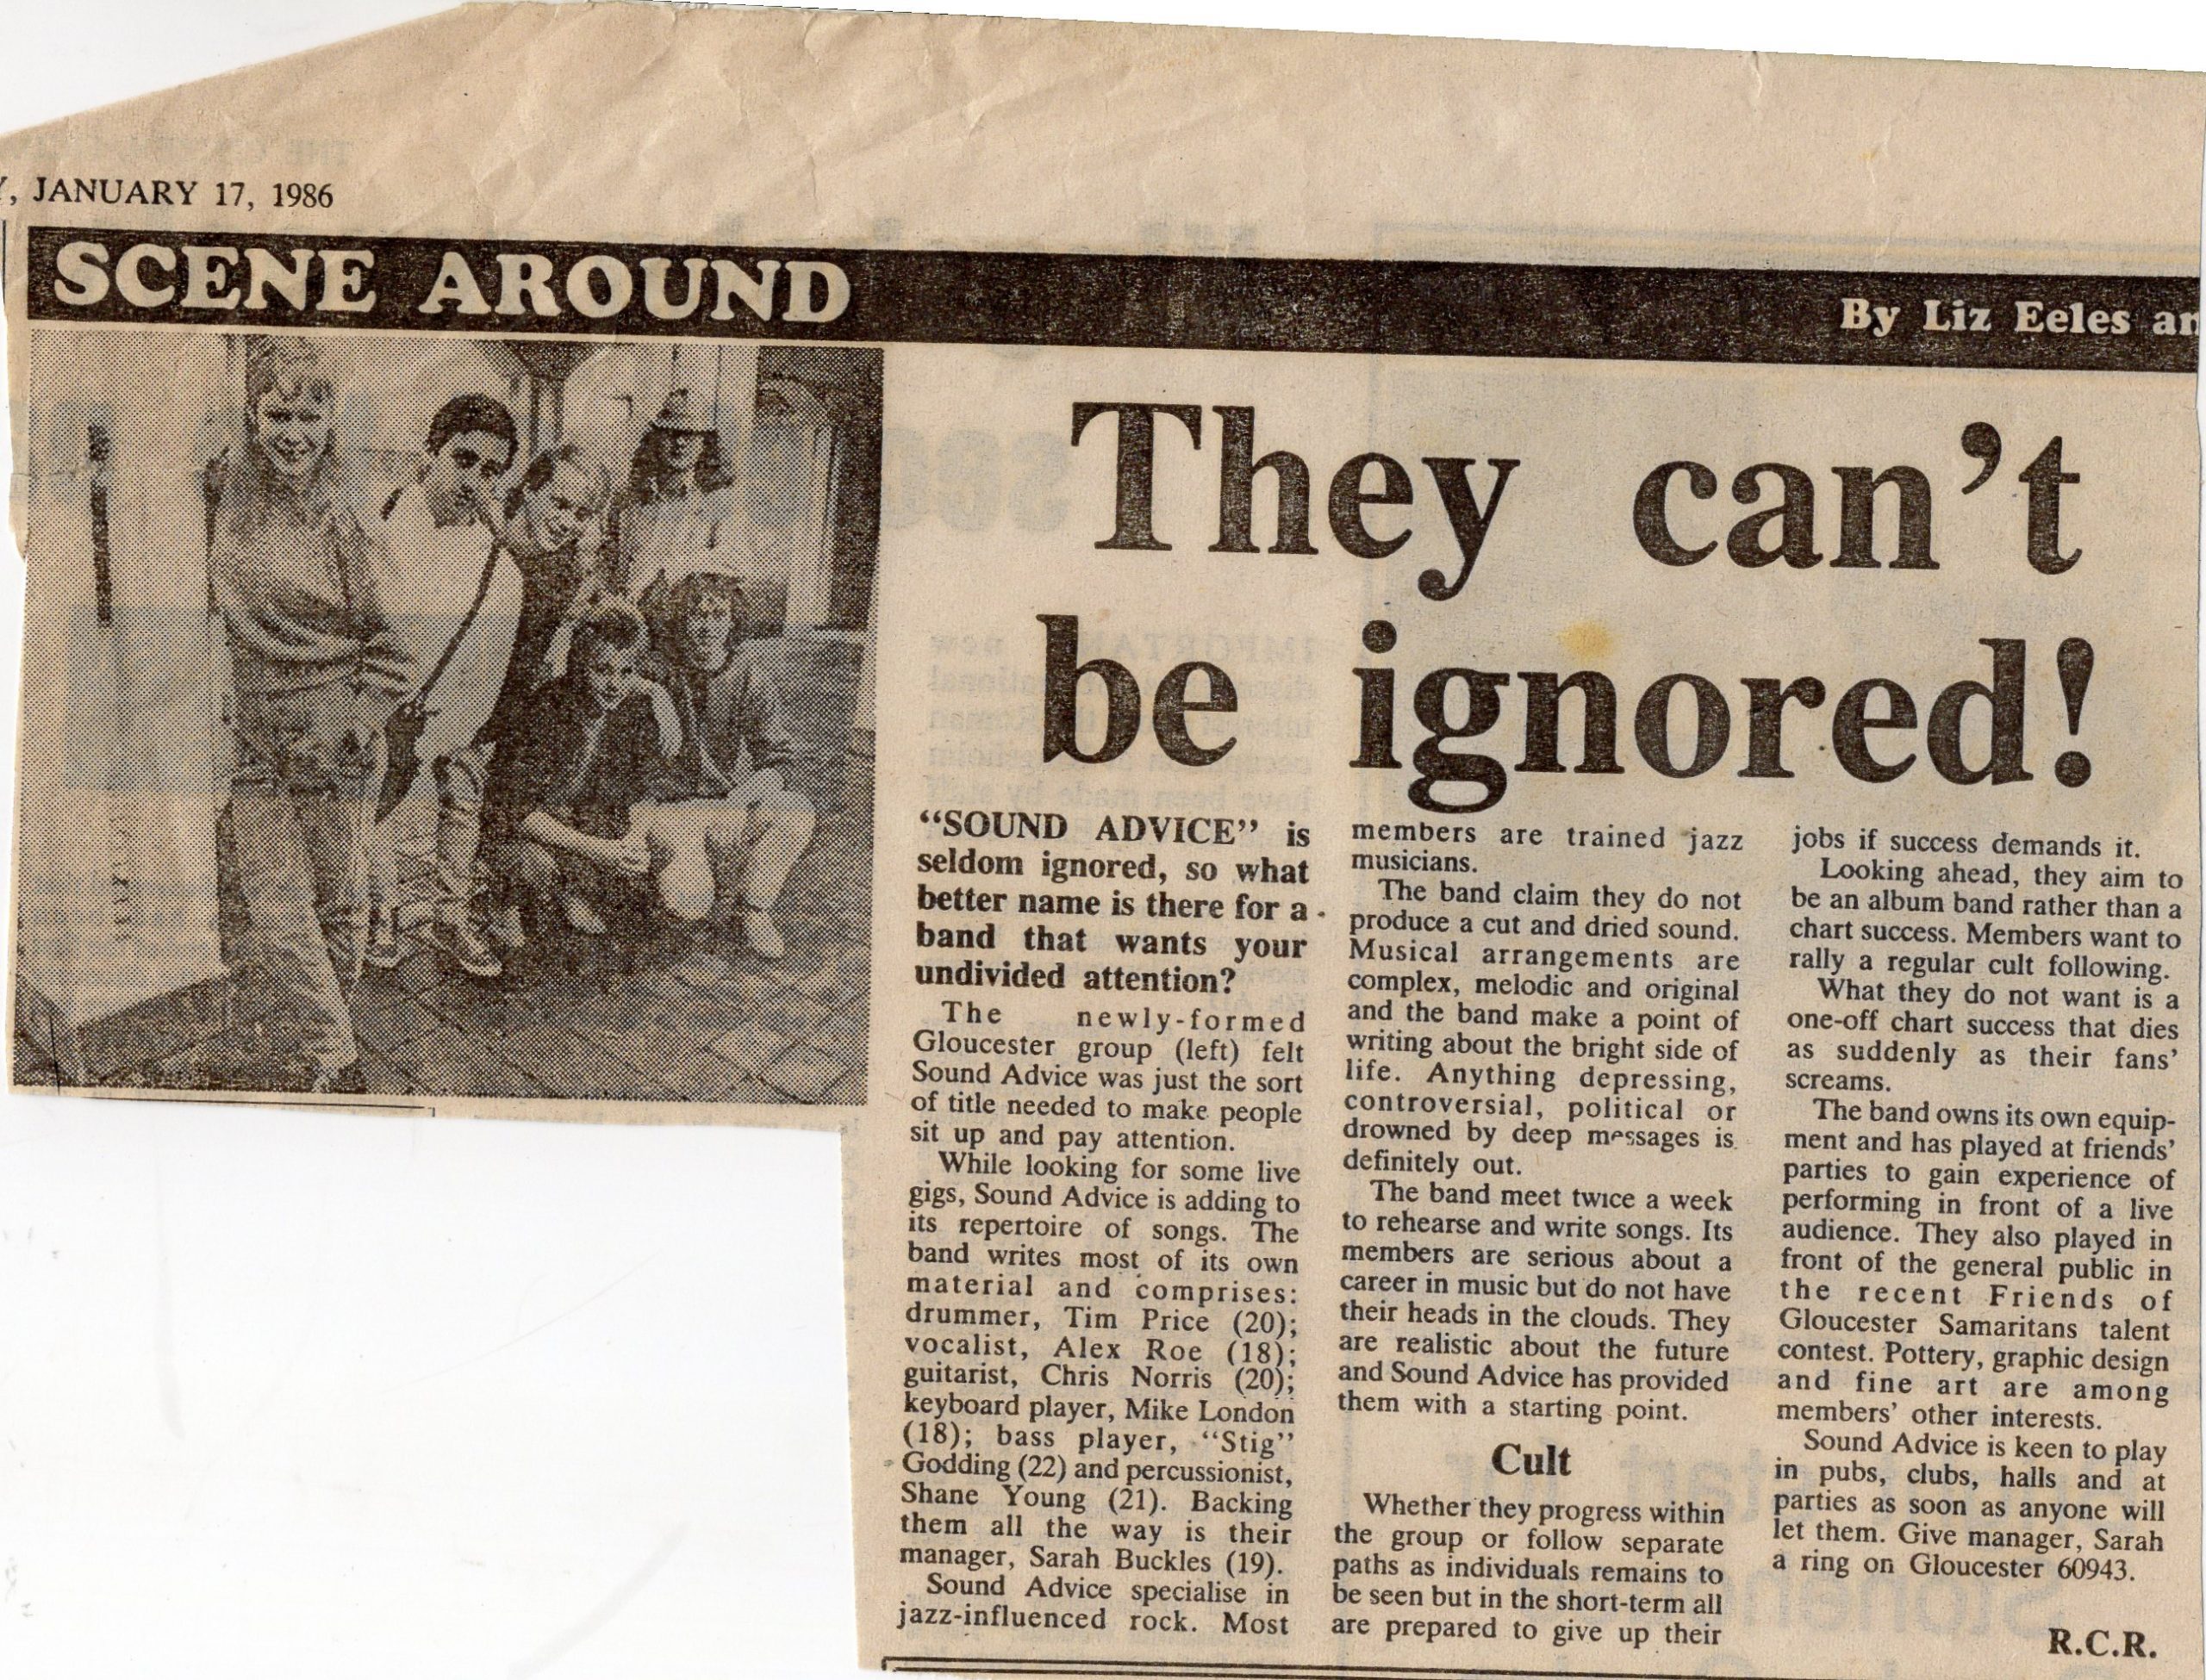 , JANUARY 17, 1986
SCENE AROUND
By Liz Eeles an
They can't
be ignored!
"SOUND ADVICE" is
seldom ignored, so what
better name is there for a
band that wants your
undivided attention?
The newly-formed
Gloucester group (left) felt
Sound Advice was just the sort
of title needed to make people
sit up and pay attention.
While looking for some live
gigs, Sound Advice is adding to
its repertoire of songs. The
band writes most of its own
material and comprises:
drummer, Tim Price (20);
vocalist, Alex Roe (18);
guitarist, Chris Norris (20);
keyboard player, Mike London
(18); bass player, "Stig"
Godding (22) and percussionist,
Shane Young (21). Backing
them all the way is their
manager, Sarah Buckles (19).
Sound Advice specialise in
jazz-influenced rock. Most
members are trained jazz
musicians.
The band claim they do not
produce a cut and dried sound.
Musical arrangements are
complex, melodic and original
and the band make a point of
writing about the bright side of
life. Anything depressing,
controversial, political or
drowned by deep messages is
definitely out.
The band meet twice a week
to rehearse and write songs. Its
members are serious about a
career in music but do not have
their heads in the clouds. They
are realistic about the future
and Sound Advice has provided
them with a starting point.
Cult
Whether they progress within
the group or follow separate
paths as individuals remains to
be seen but in the short-term all
are prepared to give up their
jobs if success demands it.
Looking ahead, they aim to
be an album band rather than a
chart success. Members want to
rally a regular cult following.
What they do not want is a
one-off chart success that dies
as suddenly as their fans'
screams.
The band owns its own equip-
ment and has played at friends'
parties to gain experience of
performing in front of a live
audience. They also played in
front of the general public in
the recent Friends of
Gloucester Samaritans talent
contest. Pottery, graphic design
and fine art are among
members' other interests.
Sound Advice is keen to play
in pubs, clubs, halls and at
parties as soon as anyone will
let them. Give manager, Sarah
a ring on Gloucester 60943.
R.C.R.